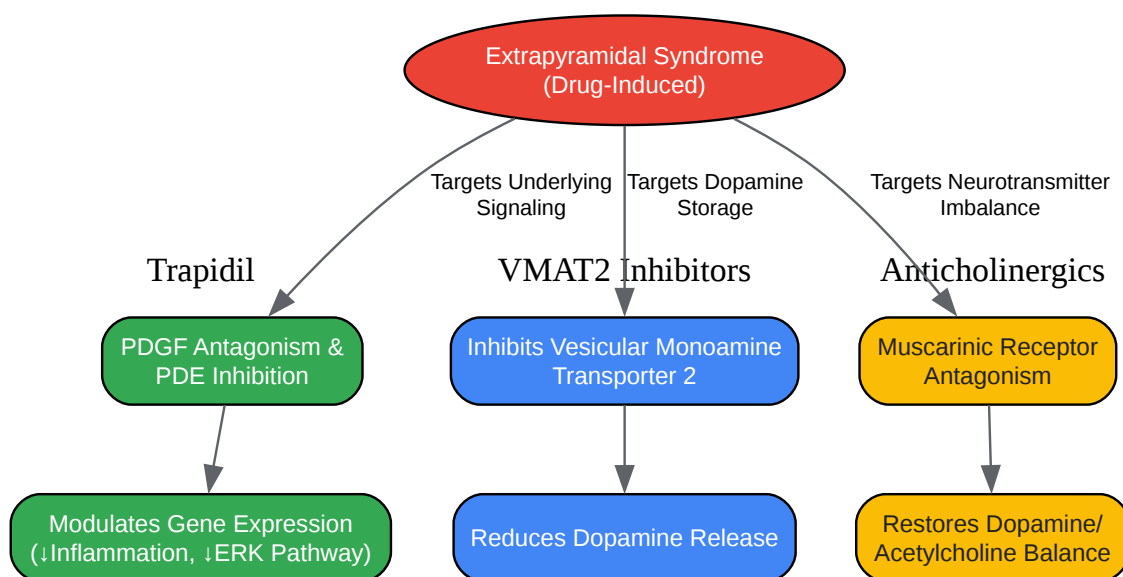 Extrapyramidal Syndrome
(Drug-Induced)
Targets Underlying
Signaling
Targets Dopamine
Storage
Targets Neurotransmitter
Imbalance
Trapidil
VMAT2 Inhibitors
Anticholinergics
PDGF Antagonism &
PDE Inhibition
Inhibits Vesicular Monoamine
Transporter 2
Muscarinic Receptor
Antagonism
Modulates Gene Expression
(↓Inflammation, ↓ERK Pathway)
Reduces Dopamine Release
Restores Dopamine/
Acetylcholine Balance